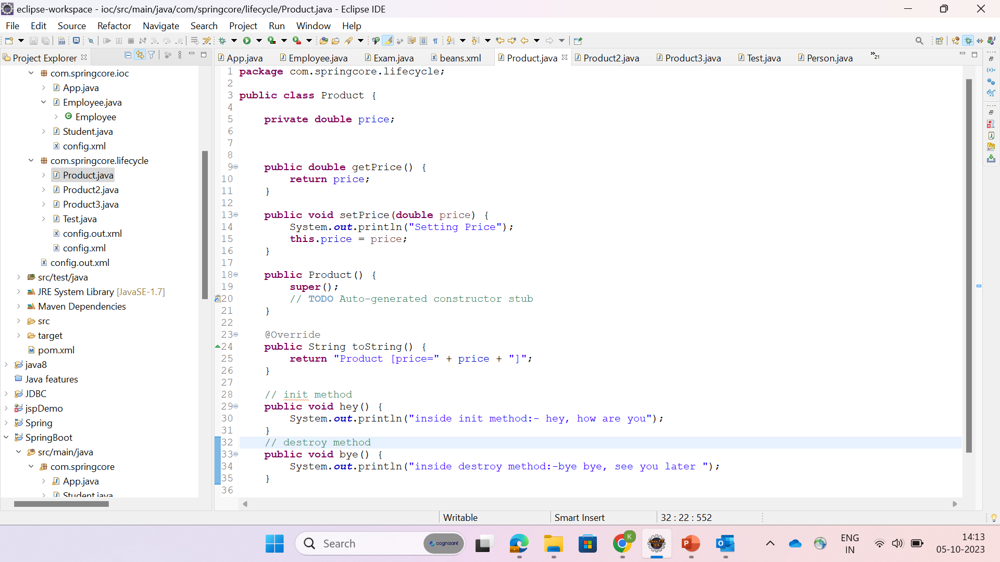 eclipse-workspace - ioc/src/main/java/com/springcore/lifecycle/Product.java - Eclipse IDE
File Edit Source Refactor Navigate Search Project Run Window Help
Project Explorer
com.springcore.ioc
App.java
Employee.java
Employee
Student.java
config.xml
com.springcore.lifecycle
Product.java
Product2.java
Product3.java
Test.java
config.out.xml
config.xml
config.out.xml
src/test/java
JRE System Library [JavaSE-1.7]
Maven Dependencies
src
target
pom.xml
java8
Java features
JDBC
jspDemo
Spring
SpringBoot
src/main/java
com.springcore
App.java
Student.java
App.java Employee.java Exam.java beans.xml Product.java Product2.java Product3.java Test.java Person.java »21
1 package com.springcore.lifecycle;
2
3 public class Product {
4
5 private double price;
6
7
8
9 public double getPrice() {
10 return price;
11 }
12
13 public void setPrice(double price) {
14 System.out.println("Setting Price");
15 this.price = price;
16 }
17
18 public Product() {
19 super();
20 // TODO Auto-generated constructor stub
21 }
22
23 @Override
24 public String toString() {
25 return "Product [price=" + price + "]";
26 }
27
28 // init method
29 public void hey() {
30 System.out.println("inside init method:- hey, how are you");
31 }
32 // destroy method
33 public void bye() {
34 System.out.println("inside destroy method:-bye bye, see you later ");
35 }
36
Writable Smart Insert 32 : 22 : 552
Search cognizant
K
ENG
IN
14:13
05-10-2023